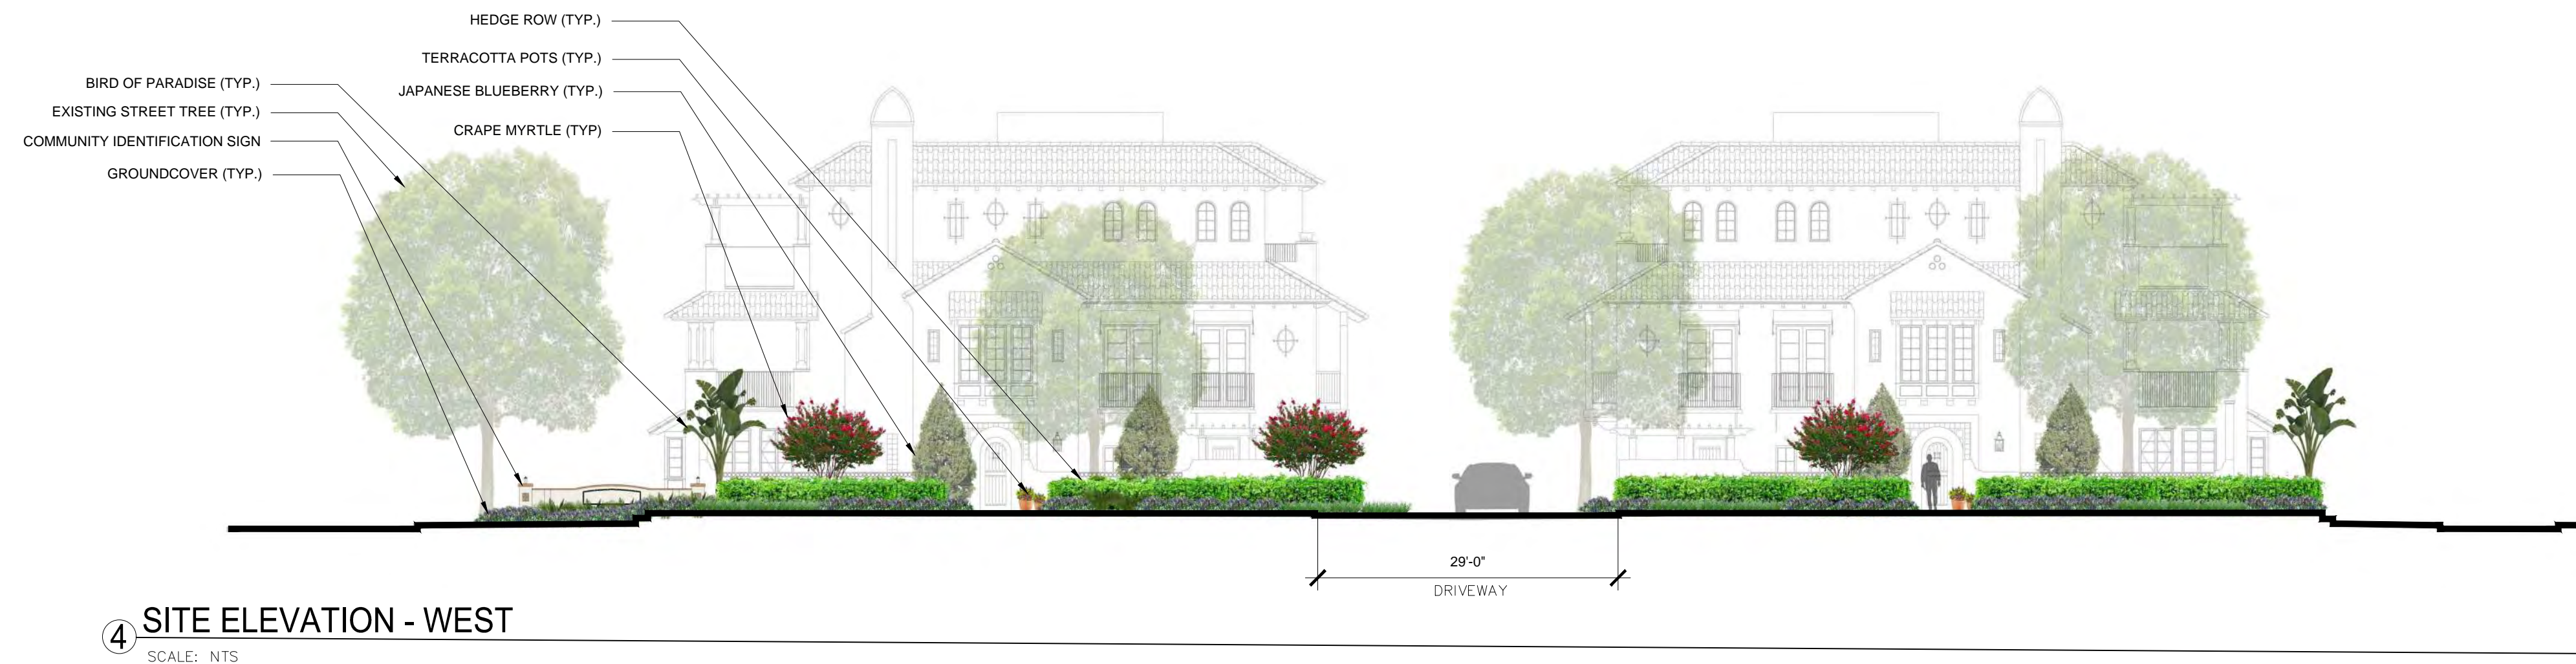 HEDGE ROW (TYP.)
TERRACOTTA POTS (TYP.)
JAPANESE BLUEBERRY (TYP.)
CRAPE MYRTLE (TYP)
BIRD OF PARADISE (TYP.)
EXISTING STREET TREE (TYP.)
COMMUNITY IDENTIFICATION SIGN
GROUNDCOVER (TYP.)
29'-0"
DRIVEWAY
4 SITE ELEVATION - WEST
SCALE: NTS